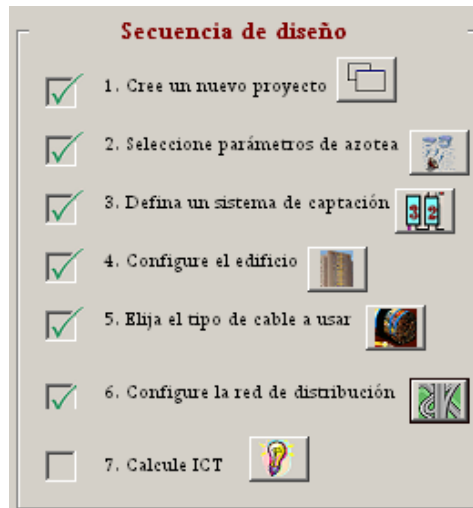 Secuencia de diseño
1. Cree un nuevo proyecto
2. Seleccione parámetros de azotea
3. Defina un sistema de captación
3 2
4. Configure el edificio
5. Elija el tipo de cable a usar
6. Configure la red de distribución
7. Calcule ICT